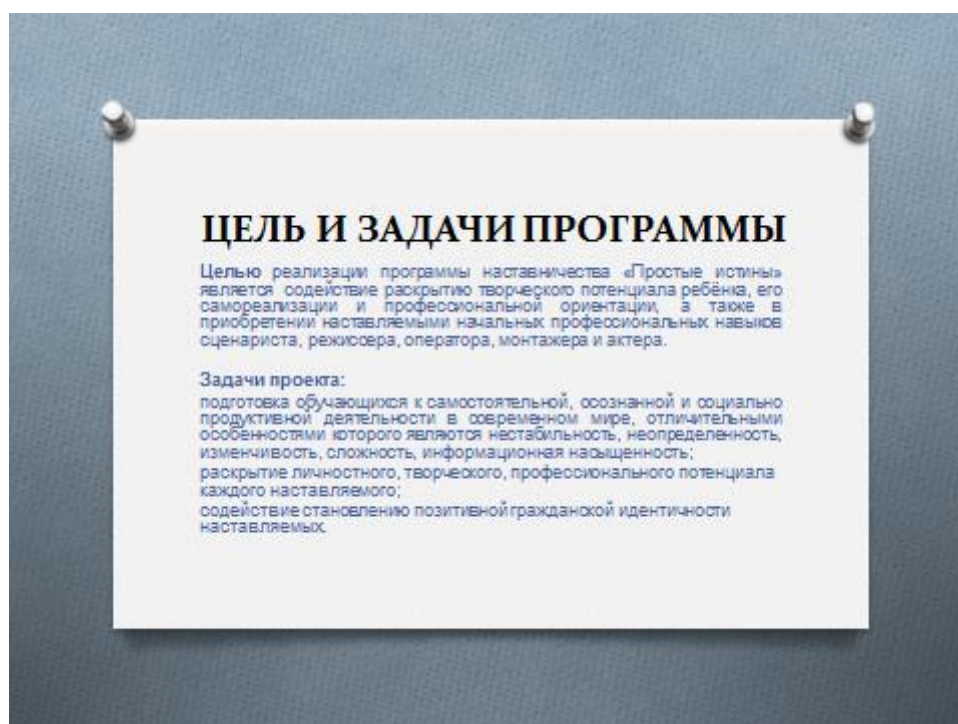 ЦЕЛЬ И ЗАДАЧИ ПРОГРАММЫ
Целью реализации программы наставничества «Простые истины»
является содействие раскрытию творческого потенциала ребёнка, его
самореализации и профессиональной ориентации, а также в
приобретении наставляемыми начальных профессиональных навыков
сценариста, режиссера, оператора, монтажера и актера.
Задачи проекта:
подготовка обучающихся к самостоятельной, осознанной и социально
продуктивной деятельности в современном мире, отличительными
особенностями которого являются нестабильность, неопределенность,
изменчивость, сложность, информационная насыщенность;
раскрытие личностного, творческого, профессионального потенциала
каждого наставляемого;
содействие становлению позитивной гражданской идентичности
наставляемых.